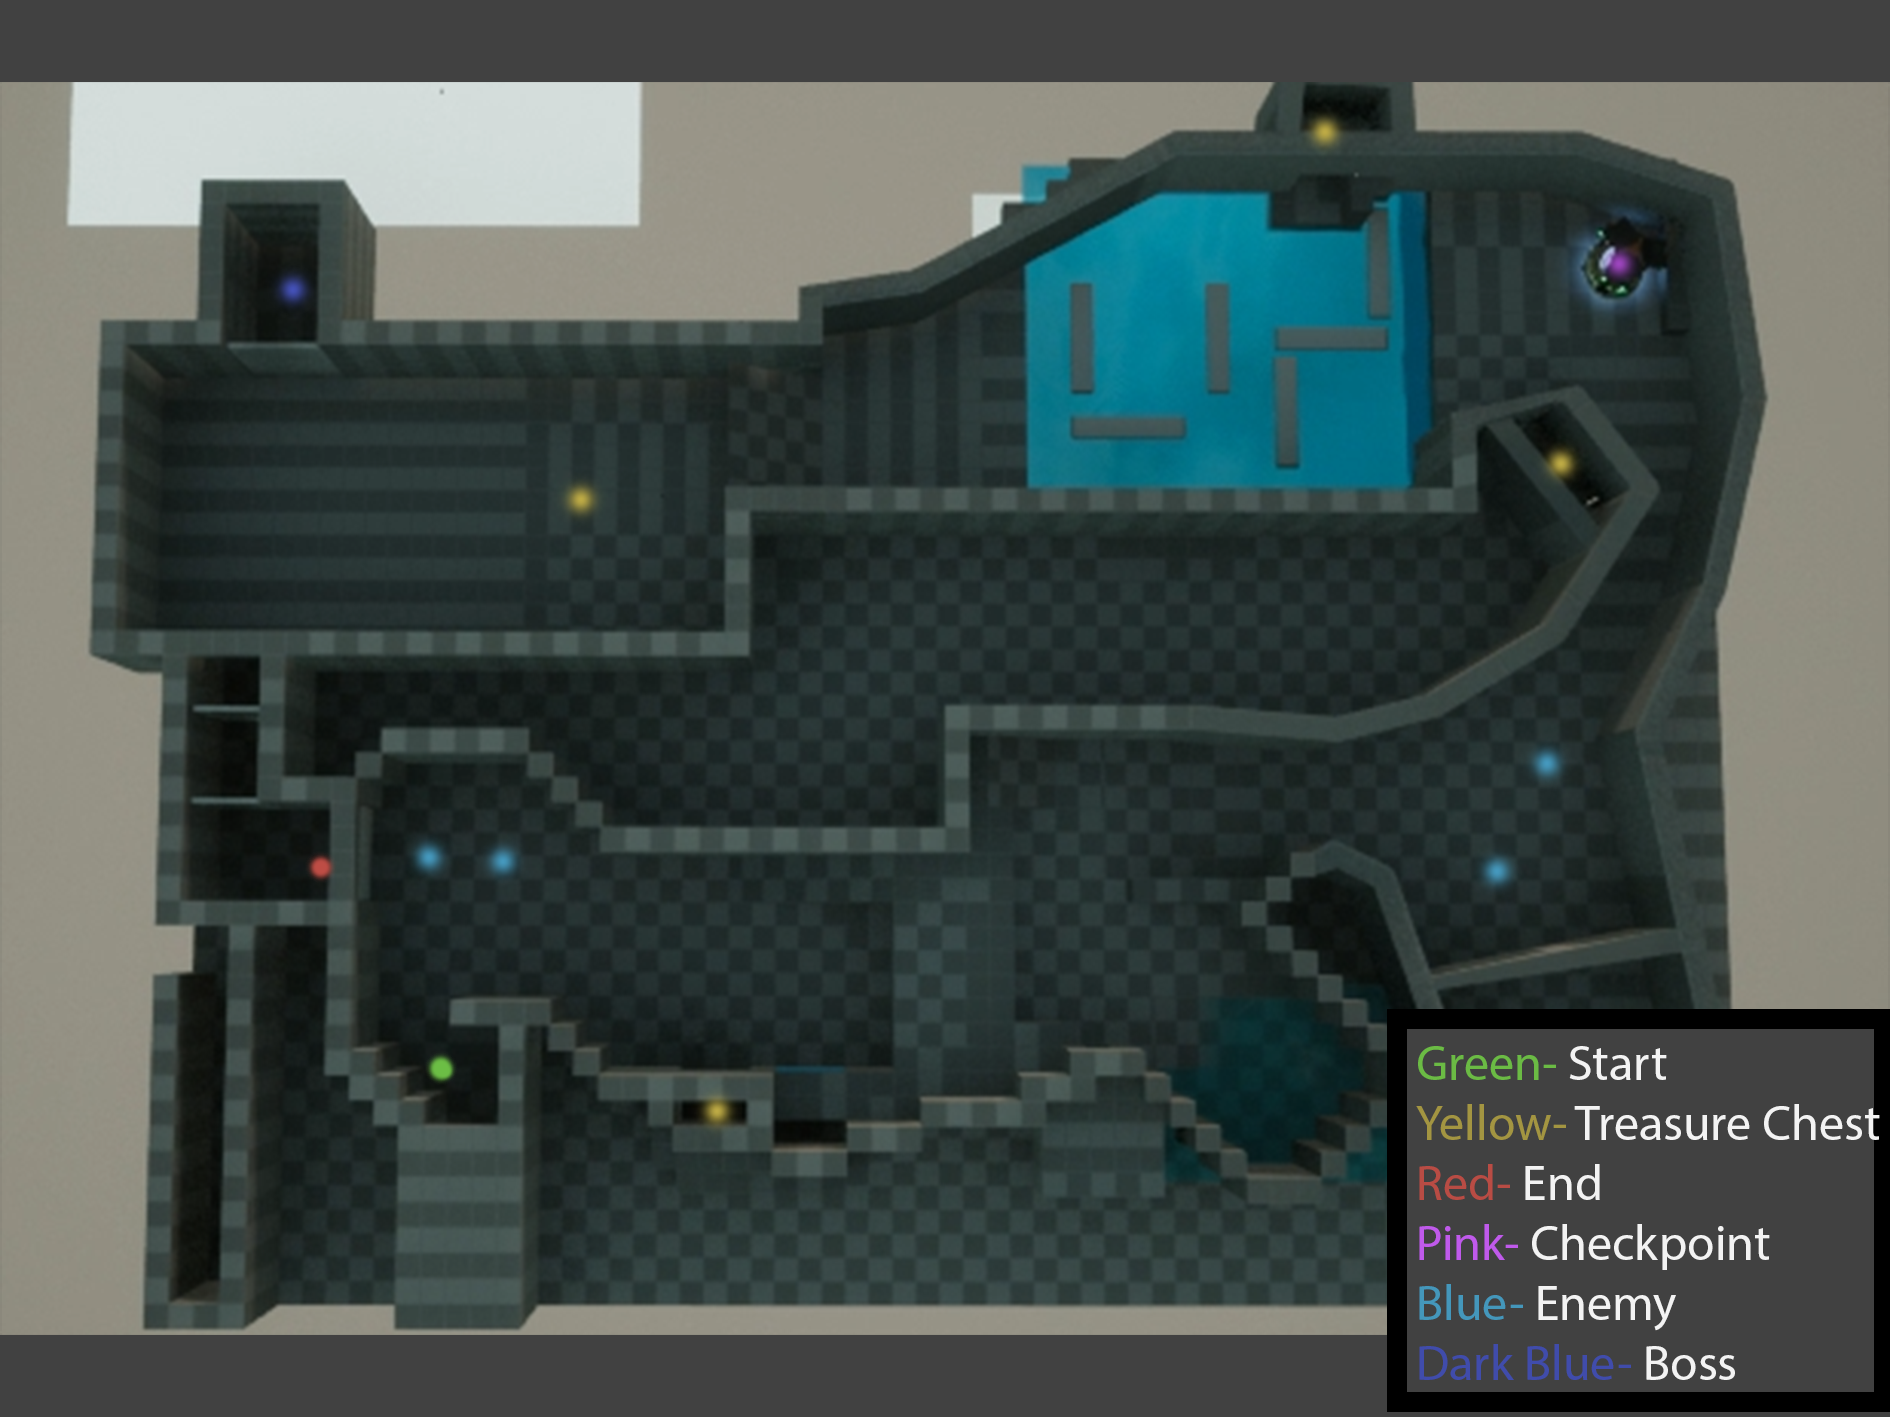 Green- Start
Yellow- Treasure Chest
Red- End
Pink- Checkpoint
Blue- Enemy
Dark Blue- Boss